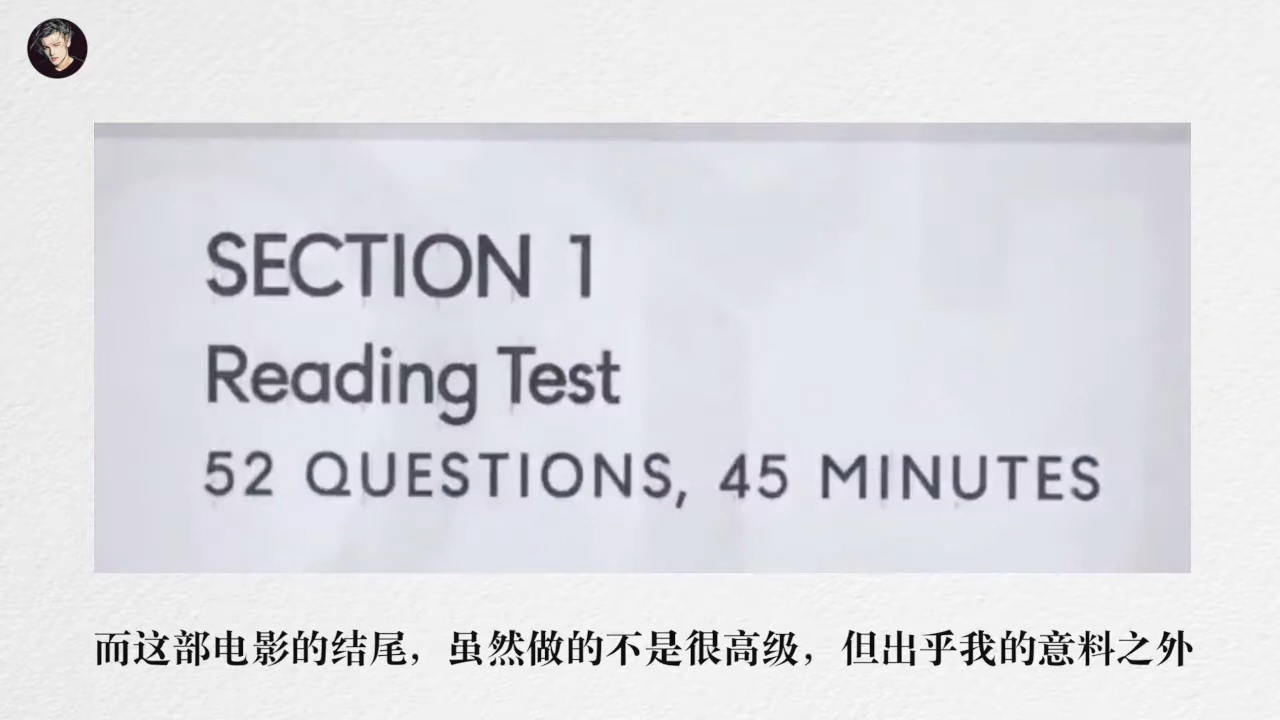 SECTION 1
Reading Test
52 QUESTIONS, 45 MINUTES
而这部电影的结尾，虽然做的不是很高级，但出乎我的意料之外